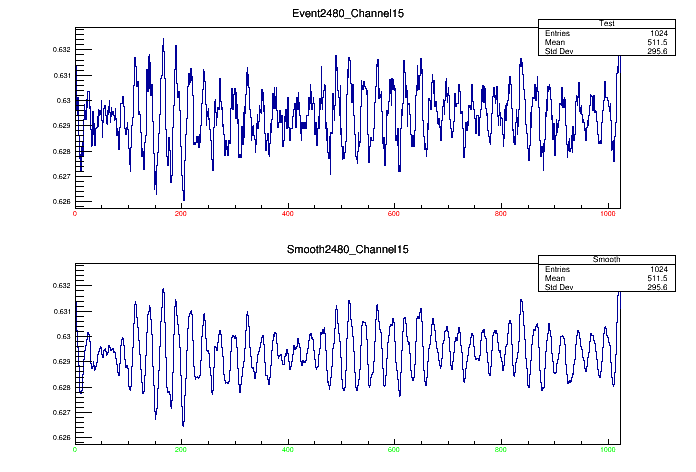 Event2480_Channel15
Test
Entries 1024
Mean 511.5
Std Dev 295.6
0.632
0.631
0.63
0.629
0.628
0.627
0.626
0 200 400 600 800 1000
Smooth2480_Channel15
Smooth
Entries 1024
Mean 511.5
Std Dev 295.6
0.632
0.631
0.63
0.629
0.628
0.627
0.626
0 200 400 600 800 1000